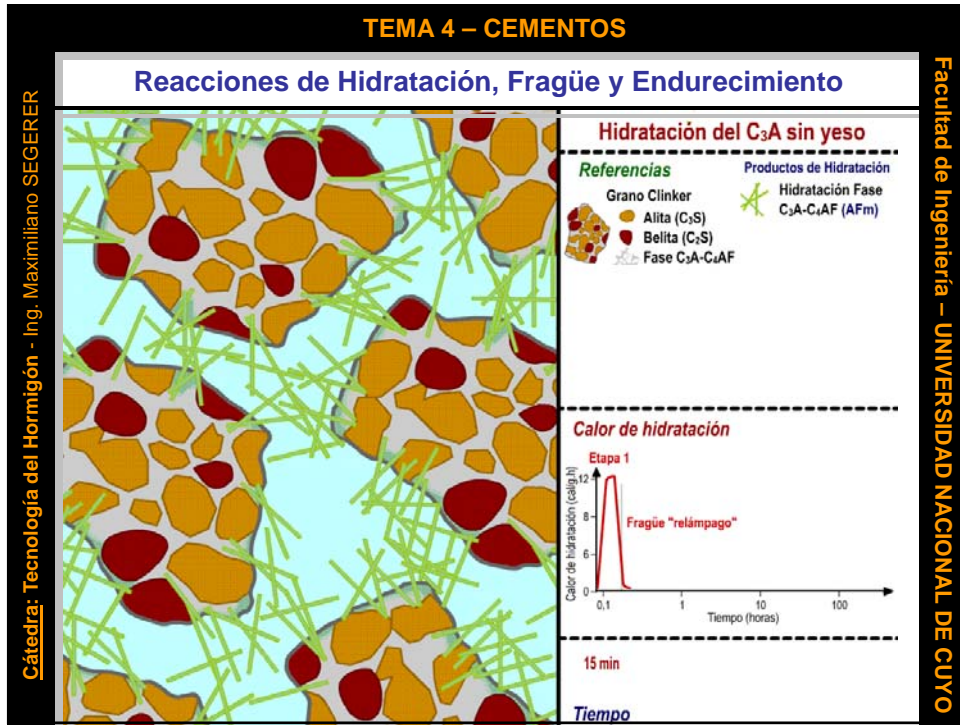 TEMA 4 – CEMENTOS
Reacciones de Hidratación, Fragüe y Endurecimiento
Cátedra: Tecnología del Hormigón - Ing. Maximiliano SEGERER
Facultad de Ingeniería – UNIVERSIDAD NACIONAL DE CUYO
Hidratación del C₃A sin yeso
Referencias
Grano Clinker
Alita (C₃S)
Belita (C₂S)
Fase C₃A-C₄AF
Productos de Hidratación
Hidratación Fase
C₃A-C₄AF (AFm)
Calor de hidratación
Etapa 1
Calor de hidratación (cal/g.h)
12
8
6
0
Fragüe "relámpago"
0,1 1 10 100
Tiempo (horas)
15 min
Tiempo